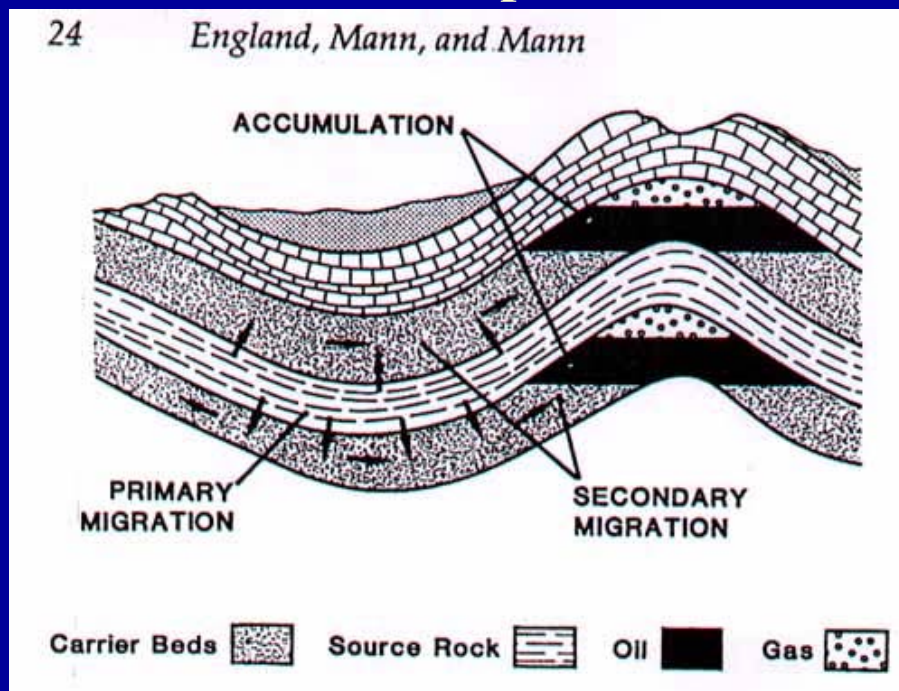 24 England, Mann, and Mann
ACCUMULATION
PRIMARY
MIGRATION
SECONDARY
MIGRATION
Carrier Beds Source Rock Oil Gas